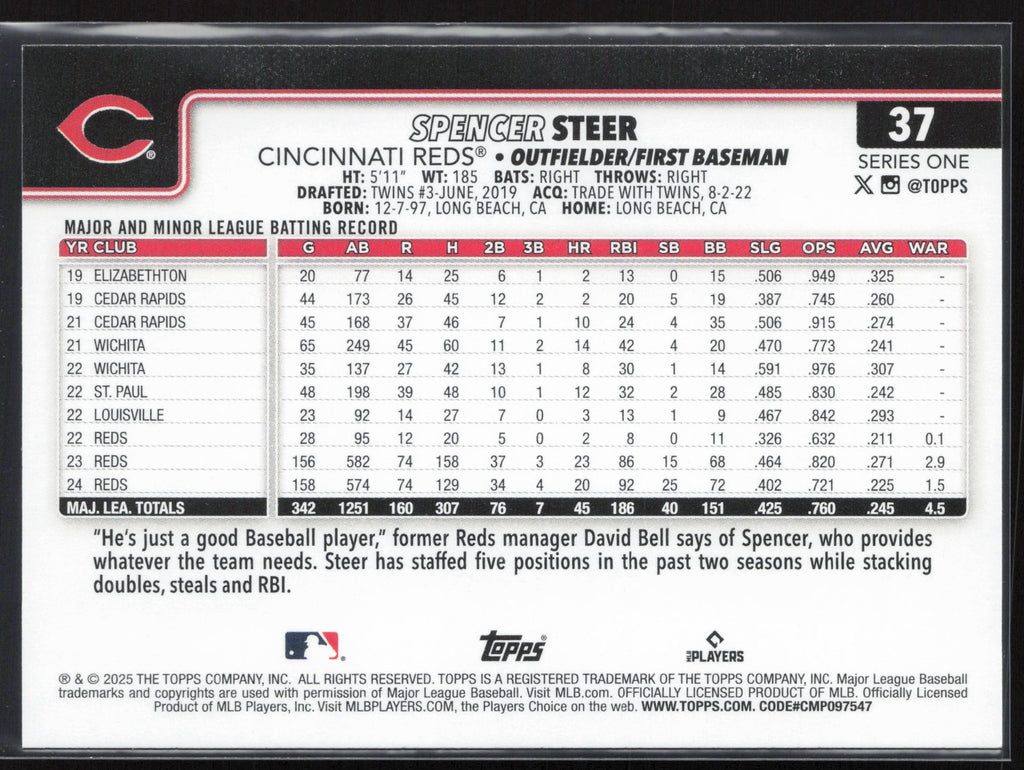 37
SERIES ONE
@TOPPS
SPENCER STEER
CINCINNATI REDS® • OUTFIELDER/FIRST BASEMAN
HT: 5'11" WT: 185 BATS: RIGHT THROWS: RIGHT
DRAFTED: TWINS #3-JUNE, 2019 ACQ: TRADE WITH TWINS, 8-2-22
BORN: 12-7-97, LONG BEACH, CA HOME: LONG BEACH, CA
MAJOR AND MINOR LEAGUE BATTING RECORD
YR CLUB G AB R H 2B 3B HR RBI SB BB SLG OPS AVG WAR
19 ELIZABETHTON 20 77 14 25 6 1 2 13 0 15 .506 .949 .325 -
19 CEDAR RAPIDS 44 173 26 45 12 2 2 20 5 19 .387 .745 .260 -
21 CEDAR RAPIDS 45 168 37 46 7 1 10 24 4 35 .506 .915 .274 -
21 WICHITA 65 249 45 60 11 2 14 42 4 20 .470 .773 .241 -
22 WICHITA 35 137 27 42 13 1 8 30 1 14 .591 .976 .307 -
22 ST. PAUL 48 198 39 48 10 1 12 32 2 28 .485 .830 .242 -
22 LOUISVILLE 23 92 14 27 7 0 3 13 1 9 .467 .842 .293 -
22 REDS 28 95 12 20 5 0 2 8 0 11 .326 .632 .211 0.1
23 REDS 156 582 74 158 37 3 23 86 15 68 .464 .820 .271 2.9
24 REDS 158 574 74 129 34 4 20 92 25 72 .402 .721 .225 1.5
MAJ. LEA. TOTALS 342 1251 160 307 76 7 45 186 40 151 .425 .760 .245 4.5
"He's just a good Baseball player," former Reds manager David Bell says of Spencer, who provides
whatever the team needs. Steer has staffed five positions in the past two seasons while stacking
doubles, steals and RBI.
Topps®
MLB PLAYERS
® & © 2025 THE TOPPS COMPANY, INC. ALL RIGHTS RESERVED. TOPPS IS A REGISTERED TRADEMARK OF THE TOPPS COMPANY, INC. Major League Baseball
trademarks and copyrights are used with permission of Major League Baseball. Visit MLB.com. OFFICIALLY LICENSED PRODUCT OF MLB. Officially Licensed
Product of MLB Players, Inc. Visit MLBPLAYERS.COM, the Players Choice on the web. WWW.TOPPS.COM. CODE#CMP097547